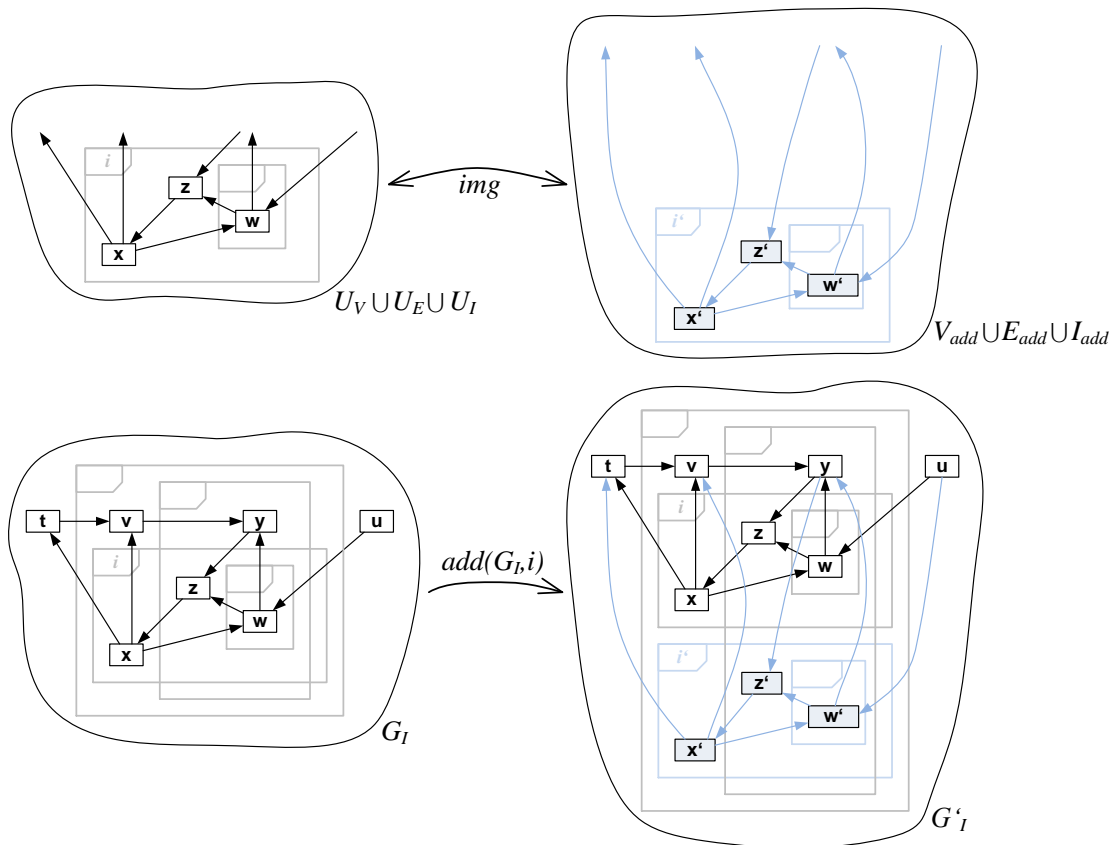 i
z
w
x
U_V ∪ U_E ∪ U_I
img
i‘
z‘
w‘
x‘
V_add ∪ E_add ∪ I_add
t v y u
i
z
w
x
G_I
add(G_I,i)
t v y u
i
z
w
x
i‘
z‘
w‘
x‘
G‘_I